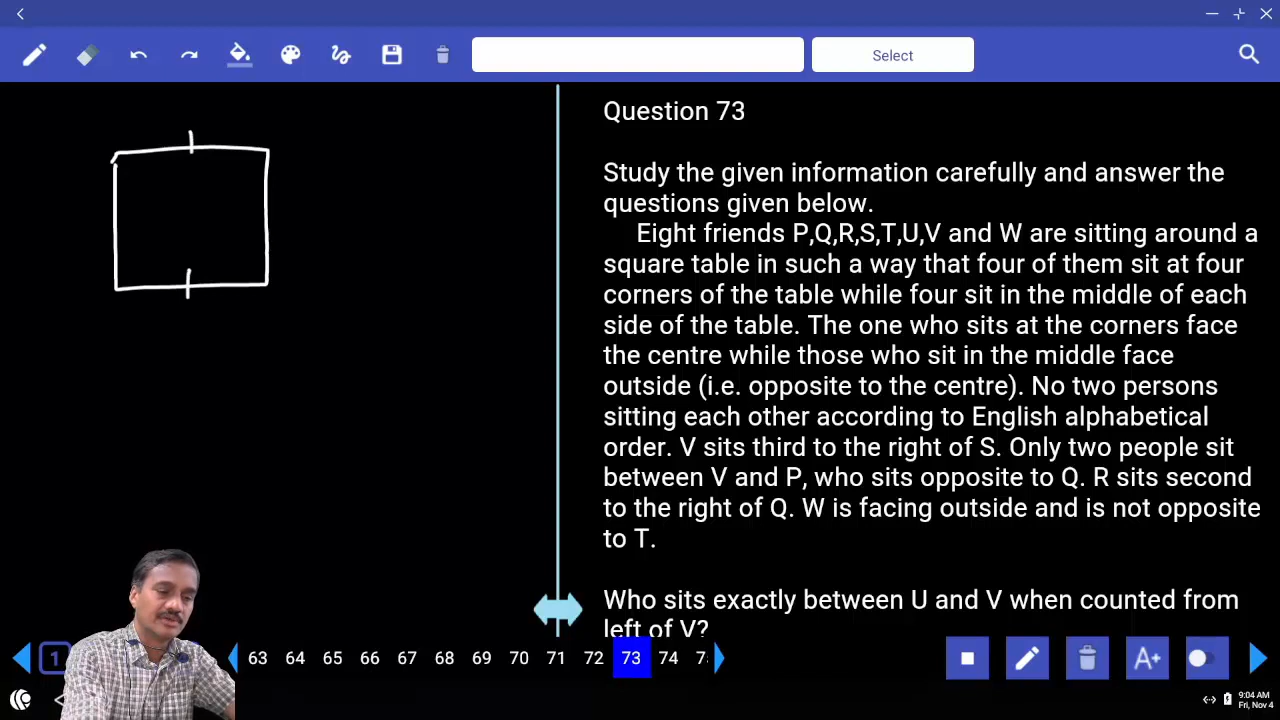 Select
Question 73
Study the given information carefully and answer the
questions given below.
Eight friends P,Q,R,S,T,U,V and W are sitting around a
square table in such a way that four of them sit at four
corners of the table while four sit in the middle of each
side of the table. The one who sits at the corners face
the centre while those who sit in the middle face
outside (i.e. opposite to the centre). No two persons
sitting each other according to English alphabetical
order. V sits third to the right of S. Only two people sit
between V and P, who sits opposite to Q. R sits second
to the right of Q. W is facing outside and is not opposite
to T.
Who sits exactly between U and V when counted from
left of V?
1 63 64 65 66 67 68 69 70 71 72 73 74 A+
9:04 AM
Fri, Nov 4